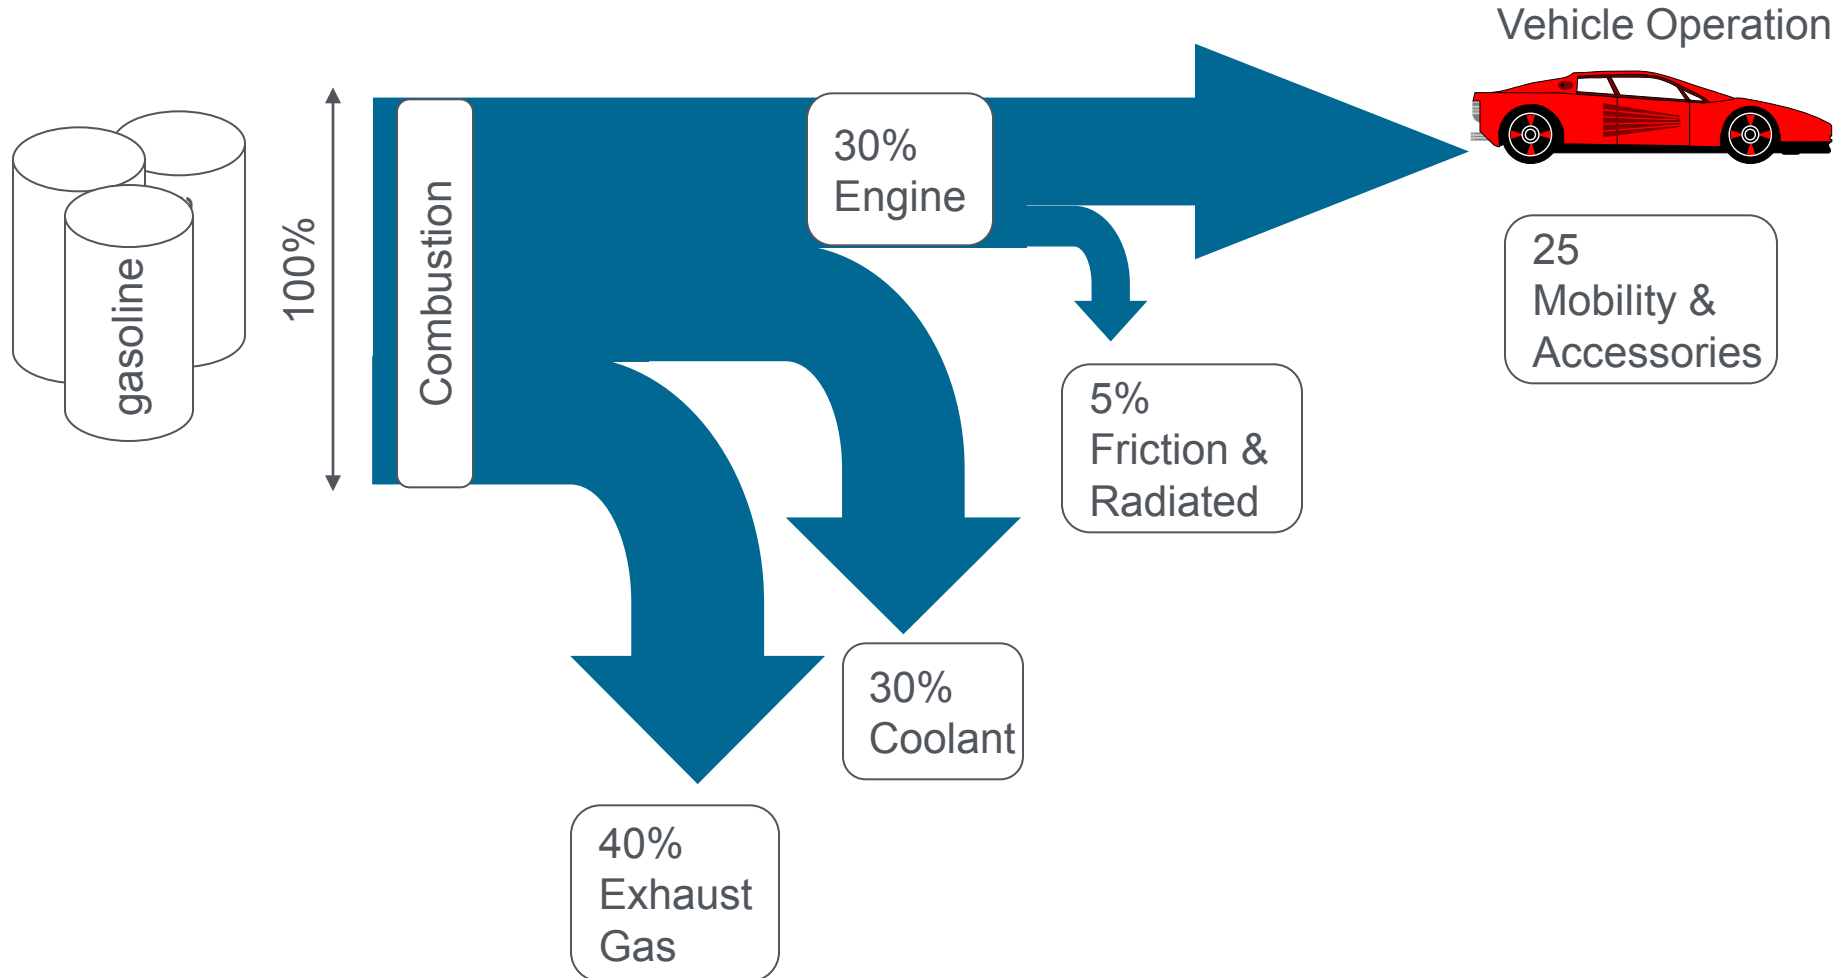 Vehicle Operation
gasoline
100%
Combustion
30%
Engine
25
Mobility &
Accessories
5%
Friction &
Radiated
30%
Coolant
40%
Exhaust
Gas